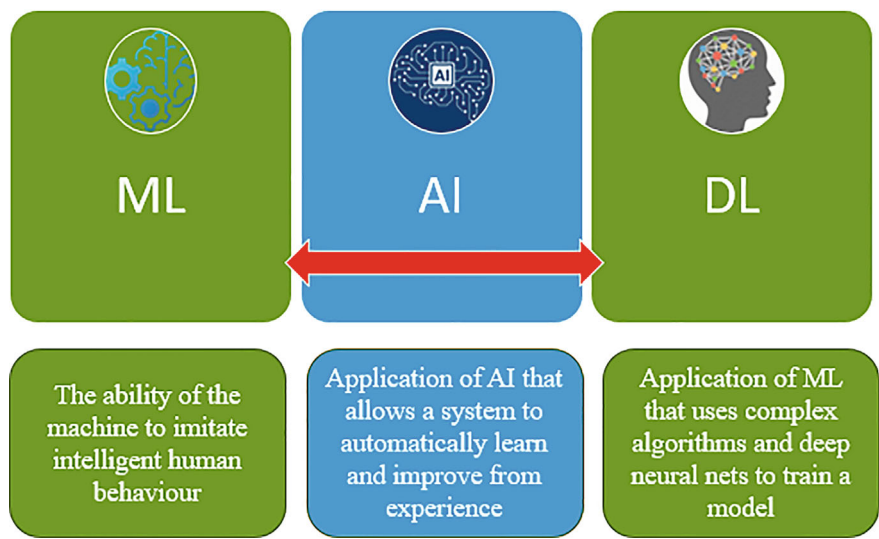 AI
ML
AI
DL
The ability of the
machine to imitate
intelligent human
behaviour
Application of AI that
allows a system to
automatically learn
and improve from
experience
Application of ML
that uses complex
algorithms and deep
neural nets to train a
model